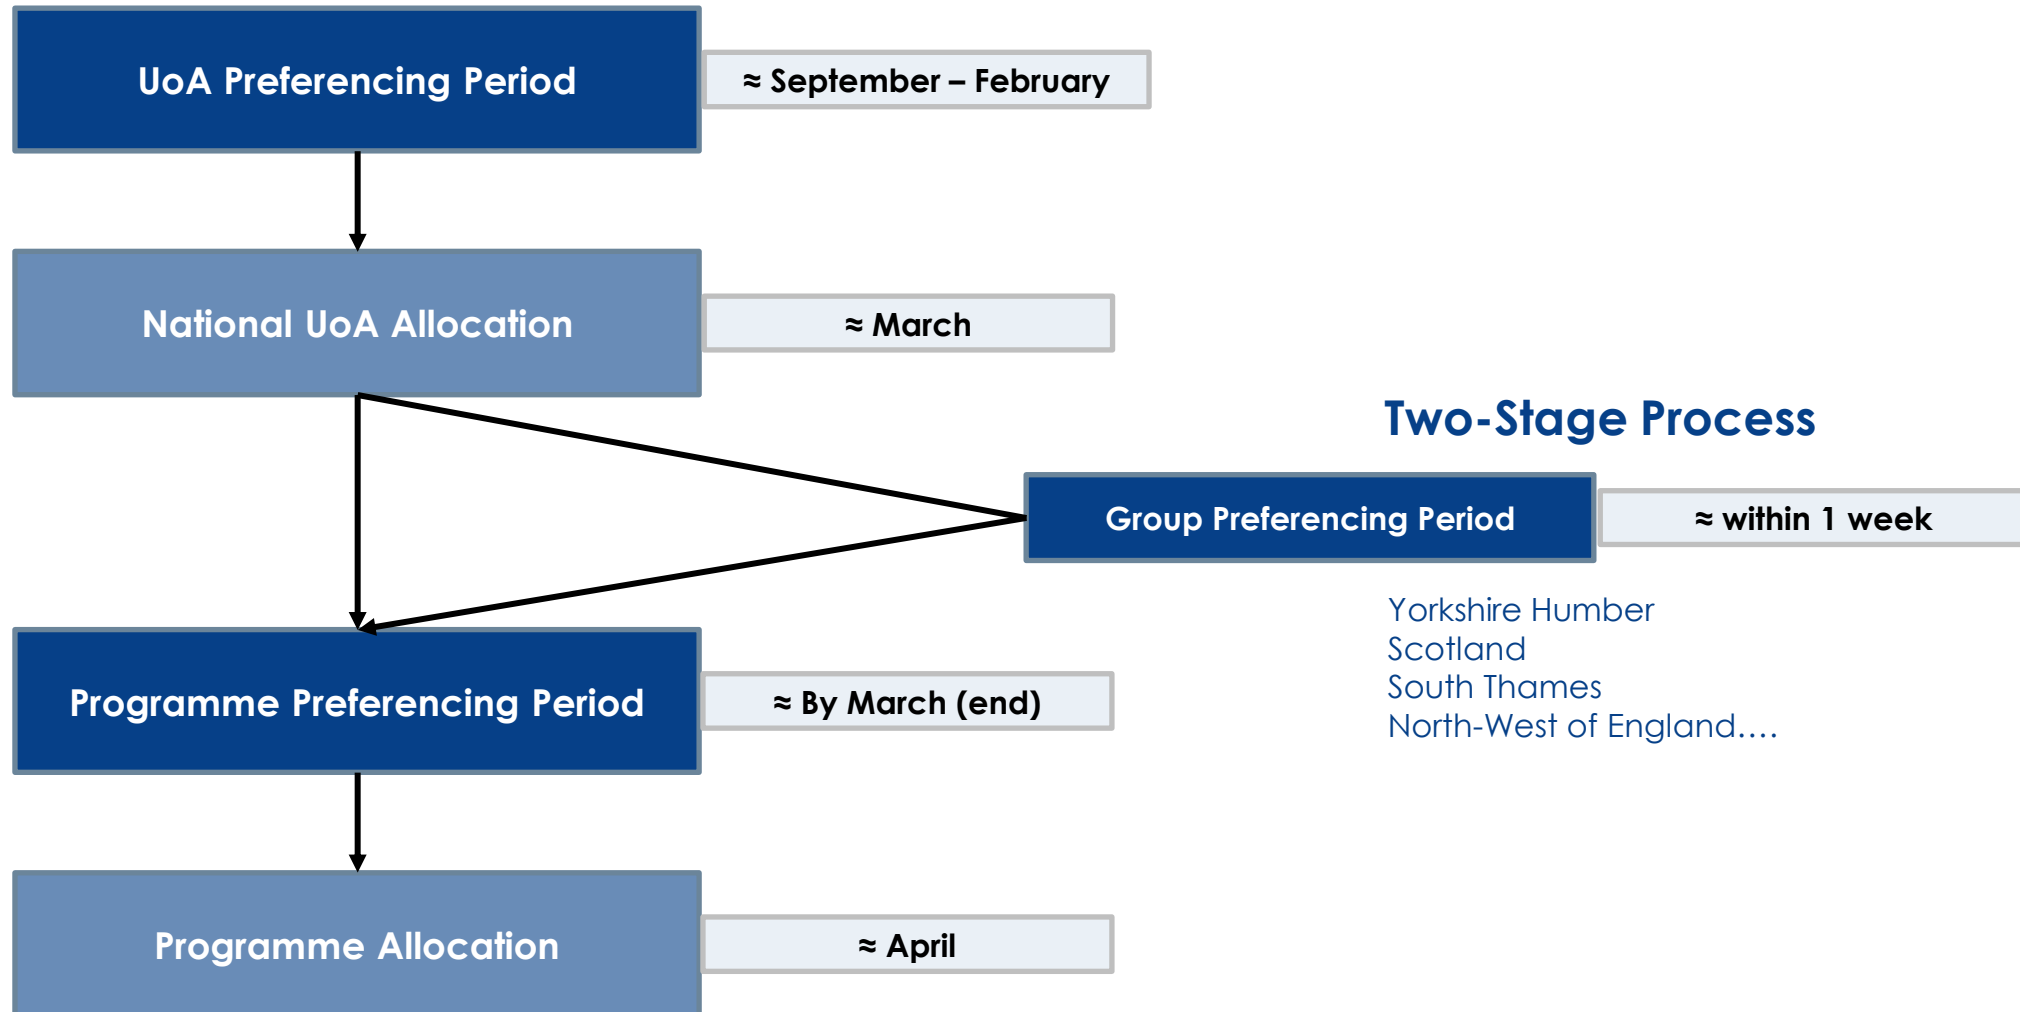 UoA Preferencing Period
≈ September – February
National UoA Allocation
≈ March
Two-Stage Process
Group Preferencing Period
≈ within 1 week
Yorkshire Humber
Scotland
South Thames
North-West of England….
Programme Preferencing Period
≈ By March (end)
Programme Allocation
≈ April